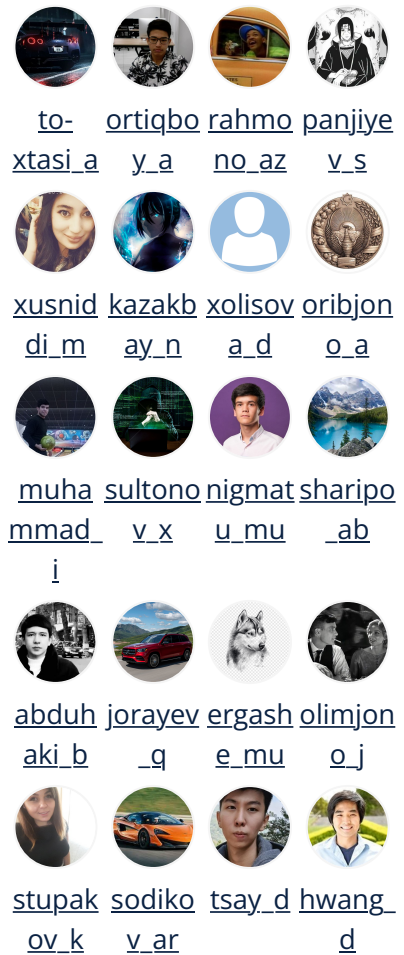 to- ortiqbo rahmo panjiye
xtasi_a y_a no_az v_s
xusnid kazakb xolisov oribjon
di_m ay_n a_d o_a
muha sultono nigmat sharipo
mmad_ v_x u_mu _ab
i
abduh jorayev ergash olimjon
aki_b _q e_mu o_j
stupak sodiko tsay_d hwang_
ov_k v_ar d